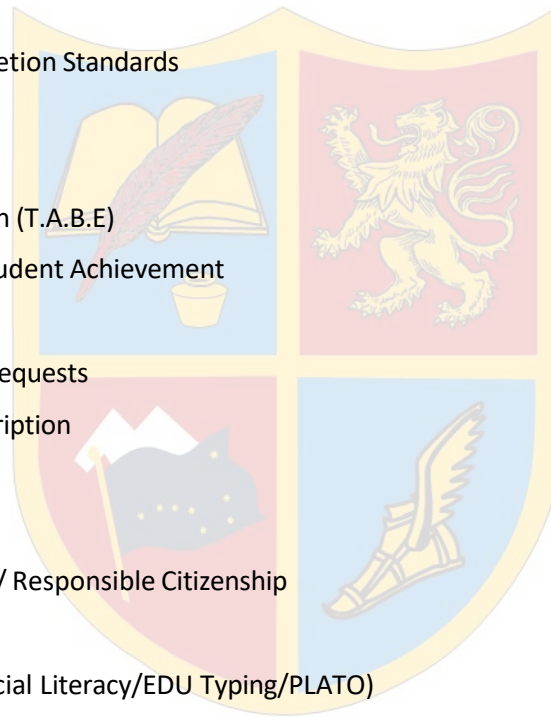 etion Standards
n (T.A.B.E)
udent Achievement
equests
ription
/ Responsible Citizenship
cial Literacy/EDU Typing/PLATO)